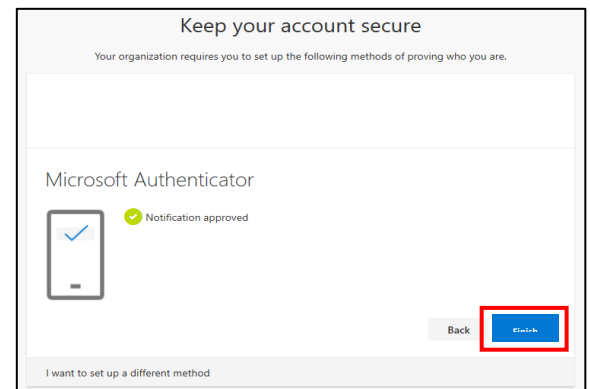 Keep your account secure
Your organization requires you to set up the following methods of proving who you are.
Microsoft Authenticator
Notification approved
Back Finish
I want to set up a different method